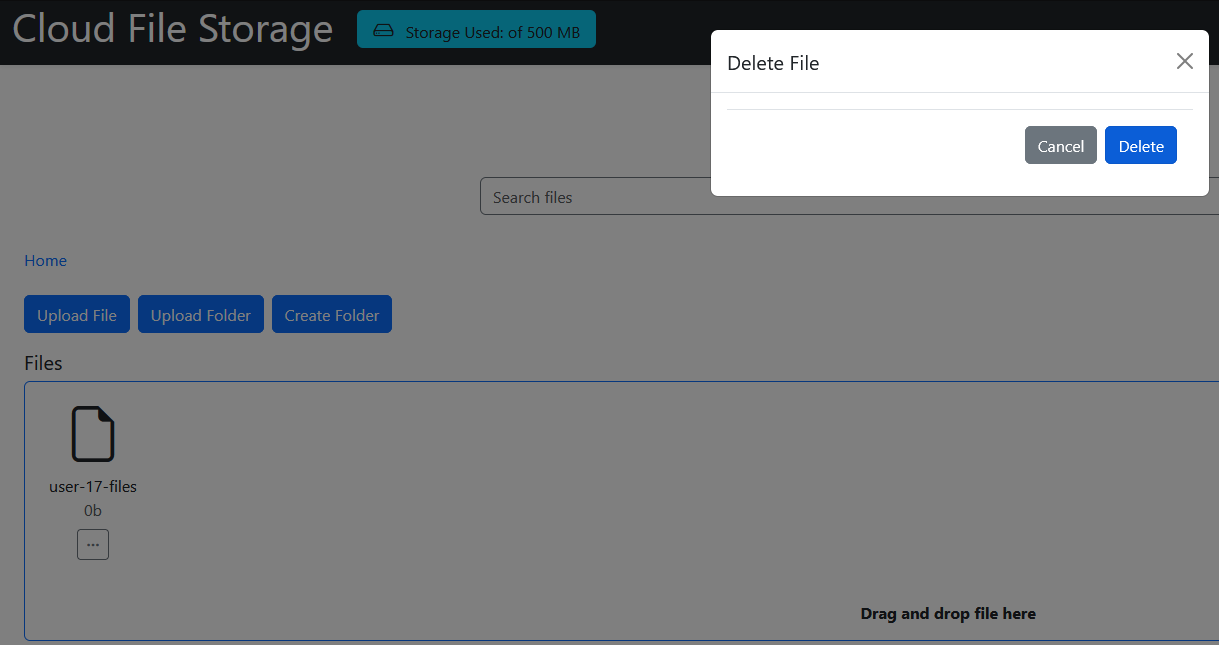 Cloud File Storage
Storage Used: of 500 MB
Delete File
Cancel
Delete
Search files
Home
Upload File
Upload Folder
Create Folder
Files
user-17-files
0b
...
Drag and drop file here